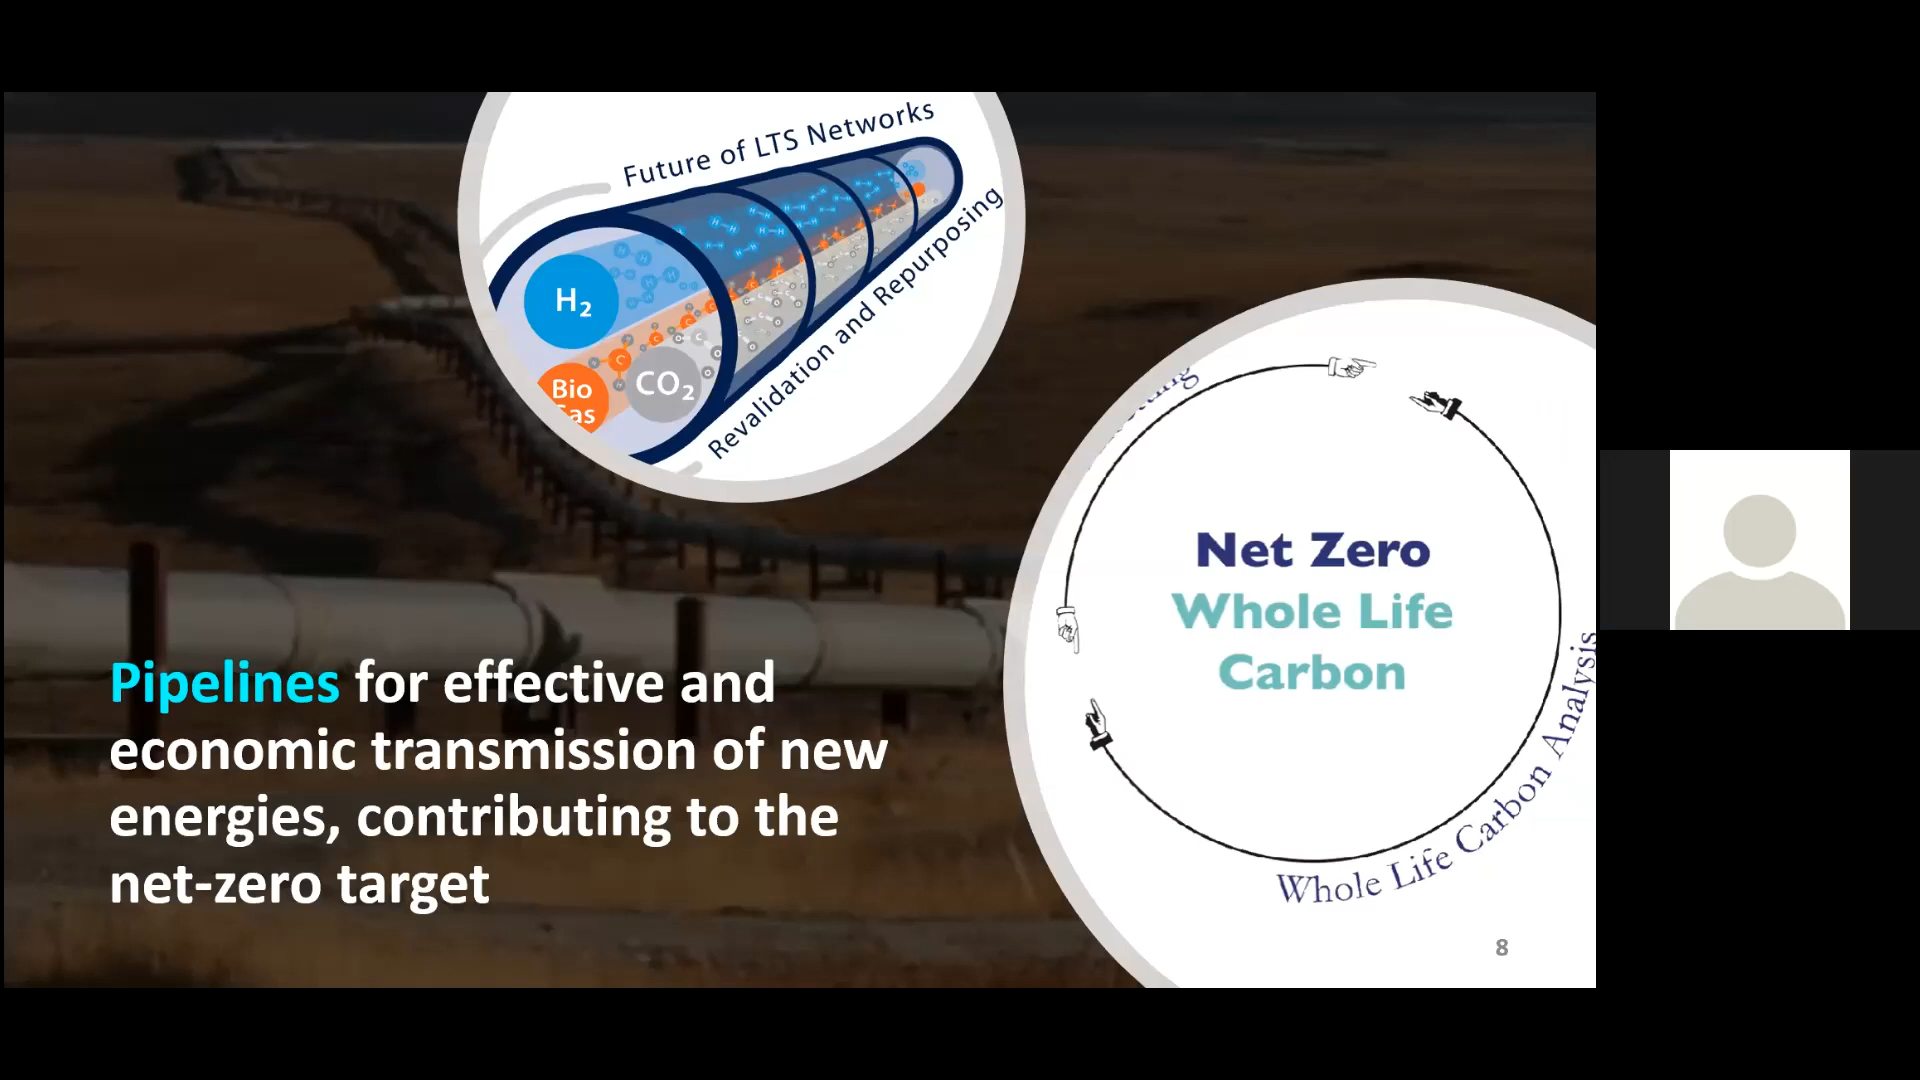 Future of LTS Networks
H2
Bio
Gas
CO2
Revalidation and Repurposing
Net Zero
Whole Life
Carbon
Whole Life Carbon Analysis
Pipelines for effective and
economic transmission of new
energies, contributing to the
net-zero target
8